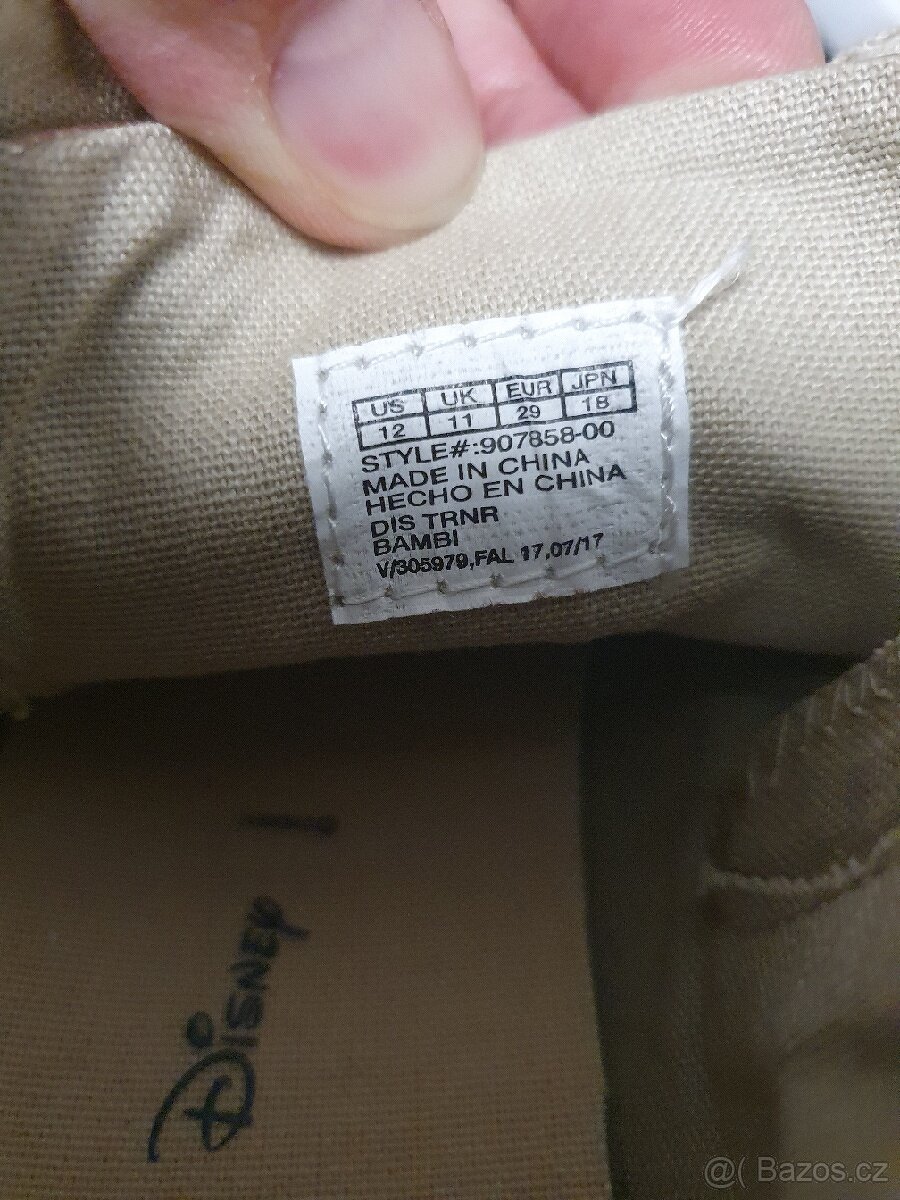 US UK EUR JPN
12 11 29 18
STYLE#:907858-00
MADE IN CHINA
HECHO EN CHINA
DIS TRNR
BAMBI
V/305979,FAL 17,07/17
Disney
@( Bazos.cz